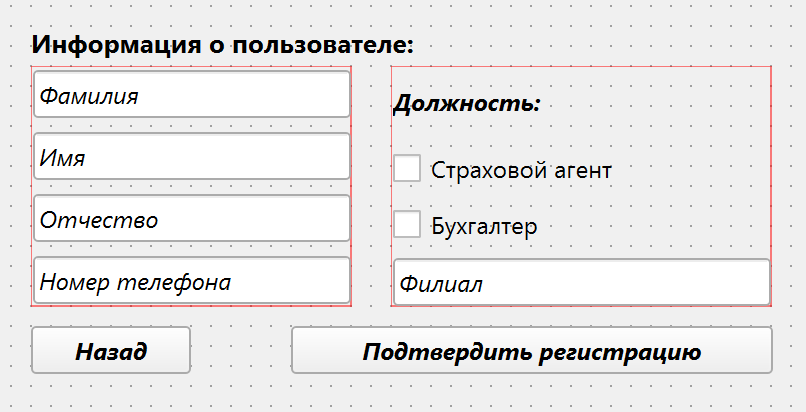 Информация о пользователе:
Фамилия
Имя
Отчество
Номер телефона
Должность:
Страховой агент
Бухгалтер
Филиал
Назад
Подтвердить регистрацию